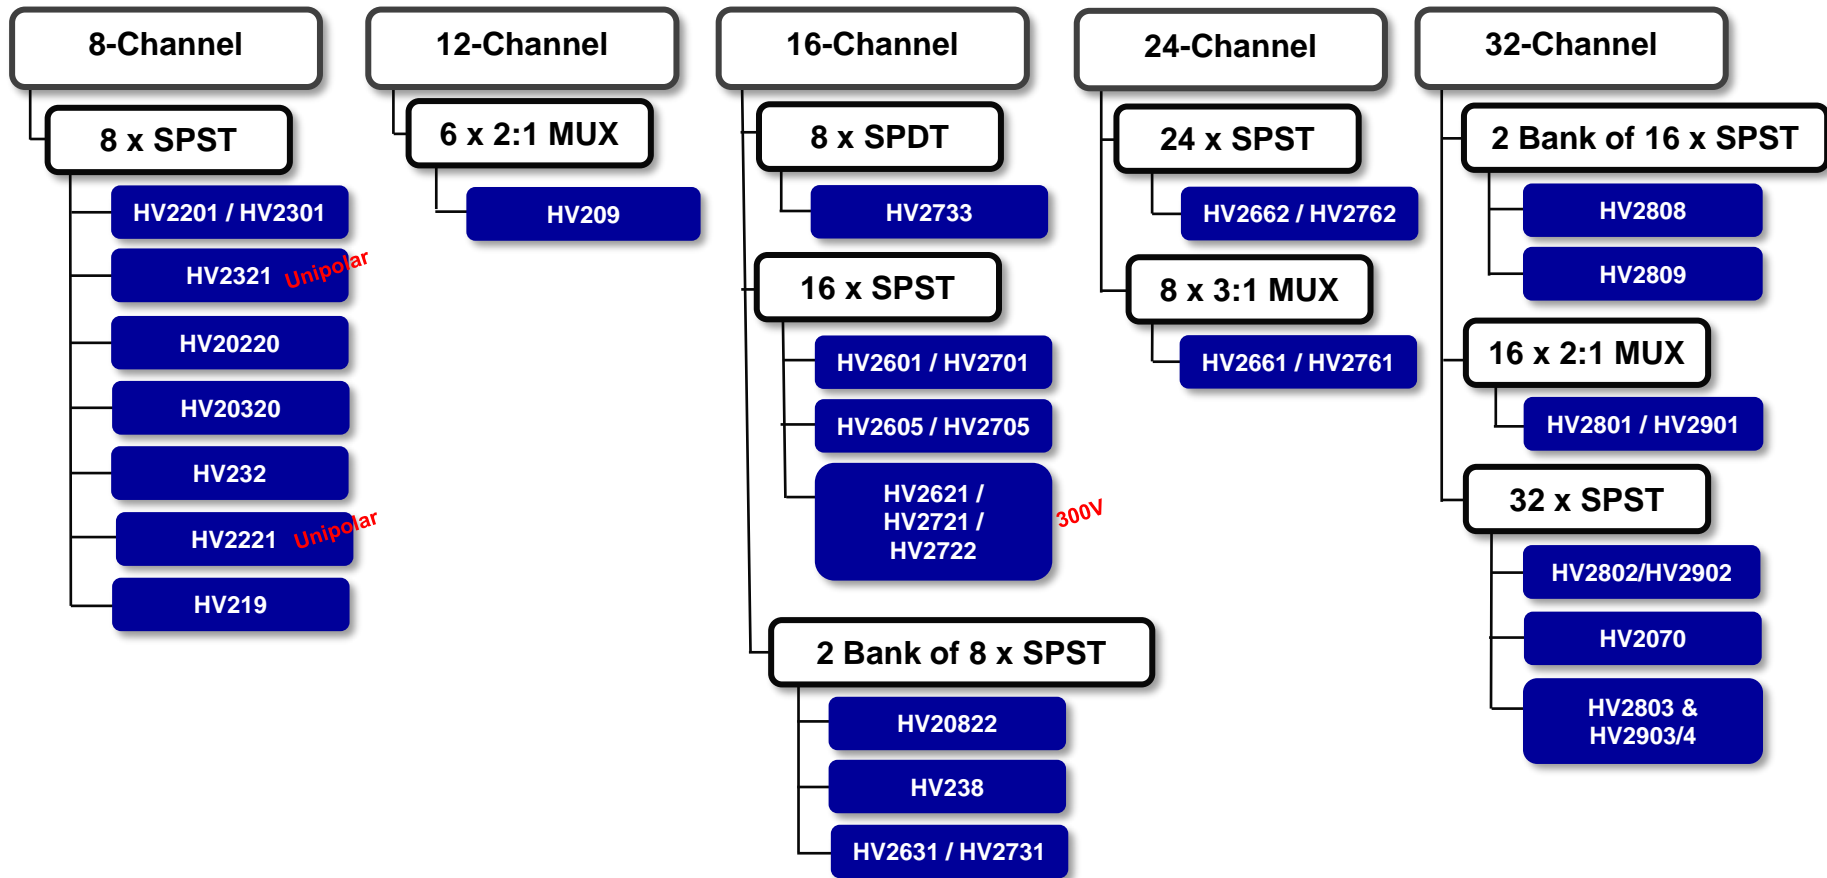 8-Channel
8 x SPST
HV2201 / HV2301
HV2321 Unipolar
HV20220
HV20320
HV232
HV2221 Unipolar
HV219
12-Channel
6 x 2:1 MUX
HV209
16-Channel
8 x SPDT
HV2733
16 x SPST
HV2601 / HV2701
HV2605 / HV2705
HV2621 /
HV2721 /
HV2722
300V
2 Bank of 8 x SPST
HV20822
HV238
HV2631 / HV2731
24-Channel
24 x SPST
HV2662 / HV2762
8 x 3:1 MUX
HV2661 / HV2761
32-Channel
2 Bank of 16 x SPST
HV2808
HV2809
16 x 2:1 MUX
HV2801 / HV2901
32 x SPST
HV2802/HV2902
HV2070
HV2803 &
HV2903/4